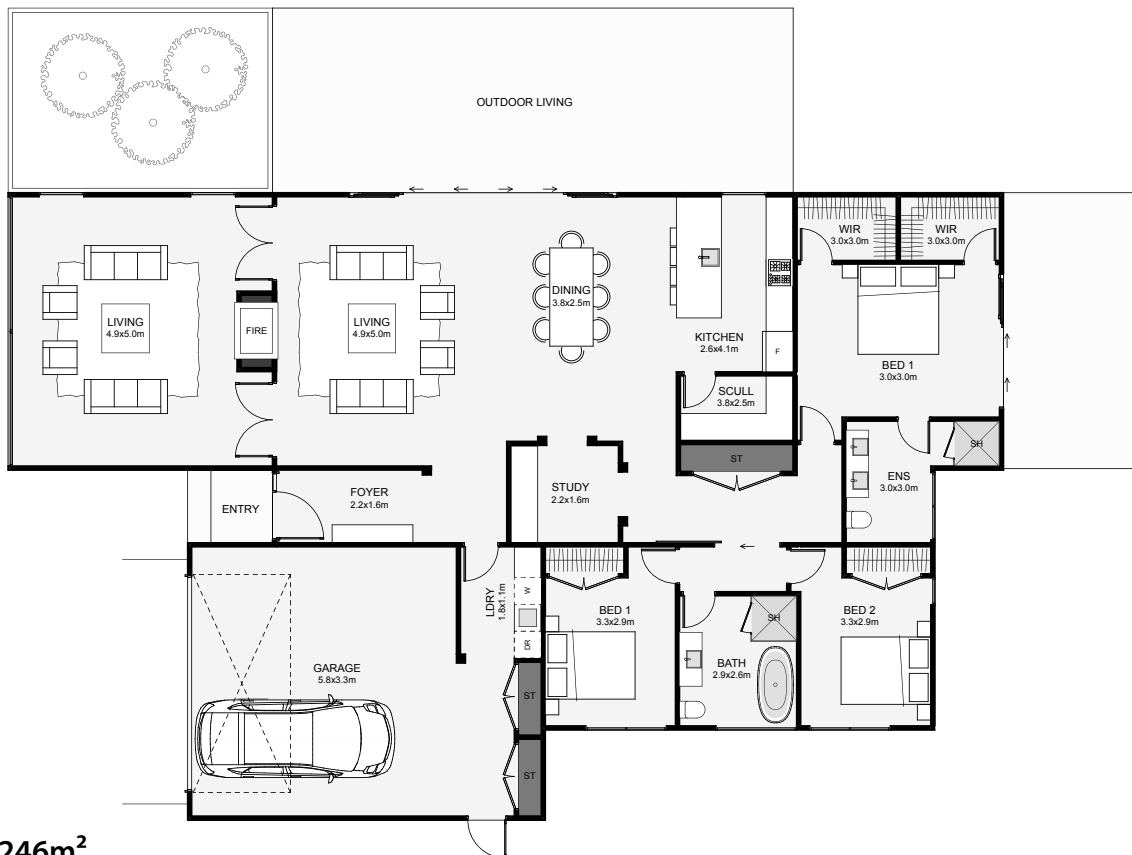 OUTDOOR LIVING
WIR
3.0x3.0m
WIR
3.0x3.0m
LIVING
4.9x5.0m
FIRE
LIVING
4.9x5.0m
DINING
3.8x2.5m
KITCHEN
2.6x4.1m
F
BED 1
3.0x3.0m
SCULL
3.8x2.5m
ST
SH
ENS
3.0x3.0m
ENTRY
FOYER
2.2x1.6m
STUDY
2.2x1.6m
LDRY
1.8x1.1m
W
DR
BED 1
3.3x2.9m
SH
BATH
2.9x2.6m
BED 2
3.3x2.9m
GARAGE
5.8x3.3m
ST
ST
246m²